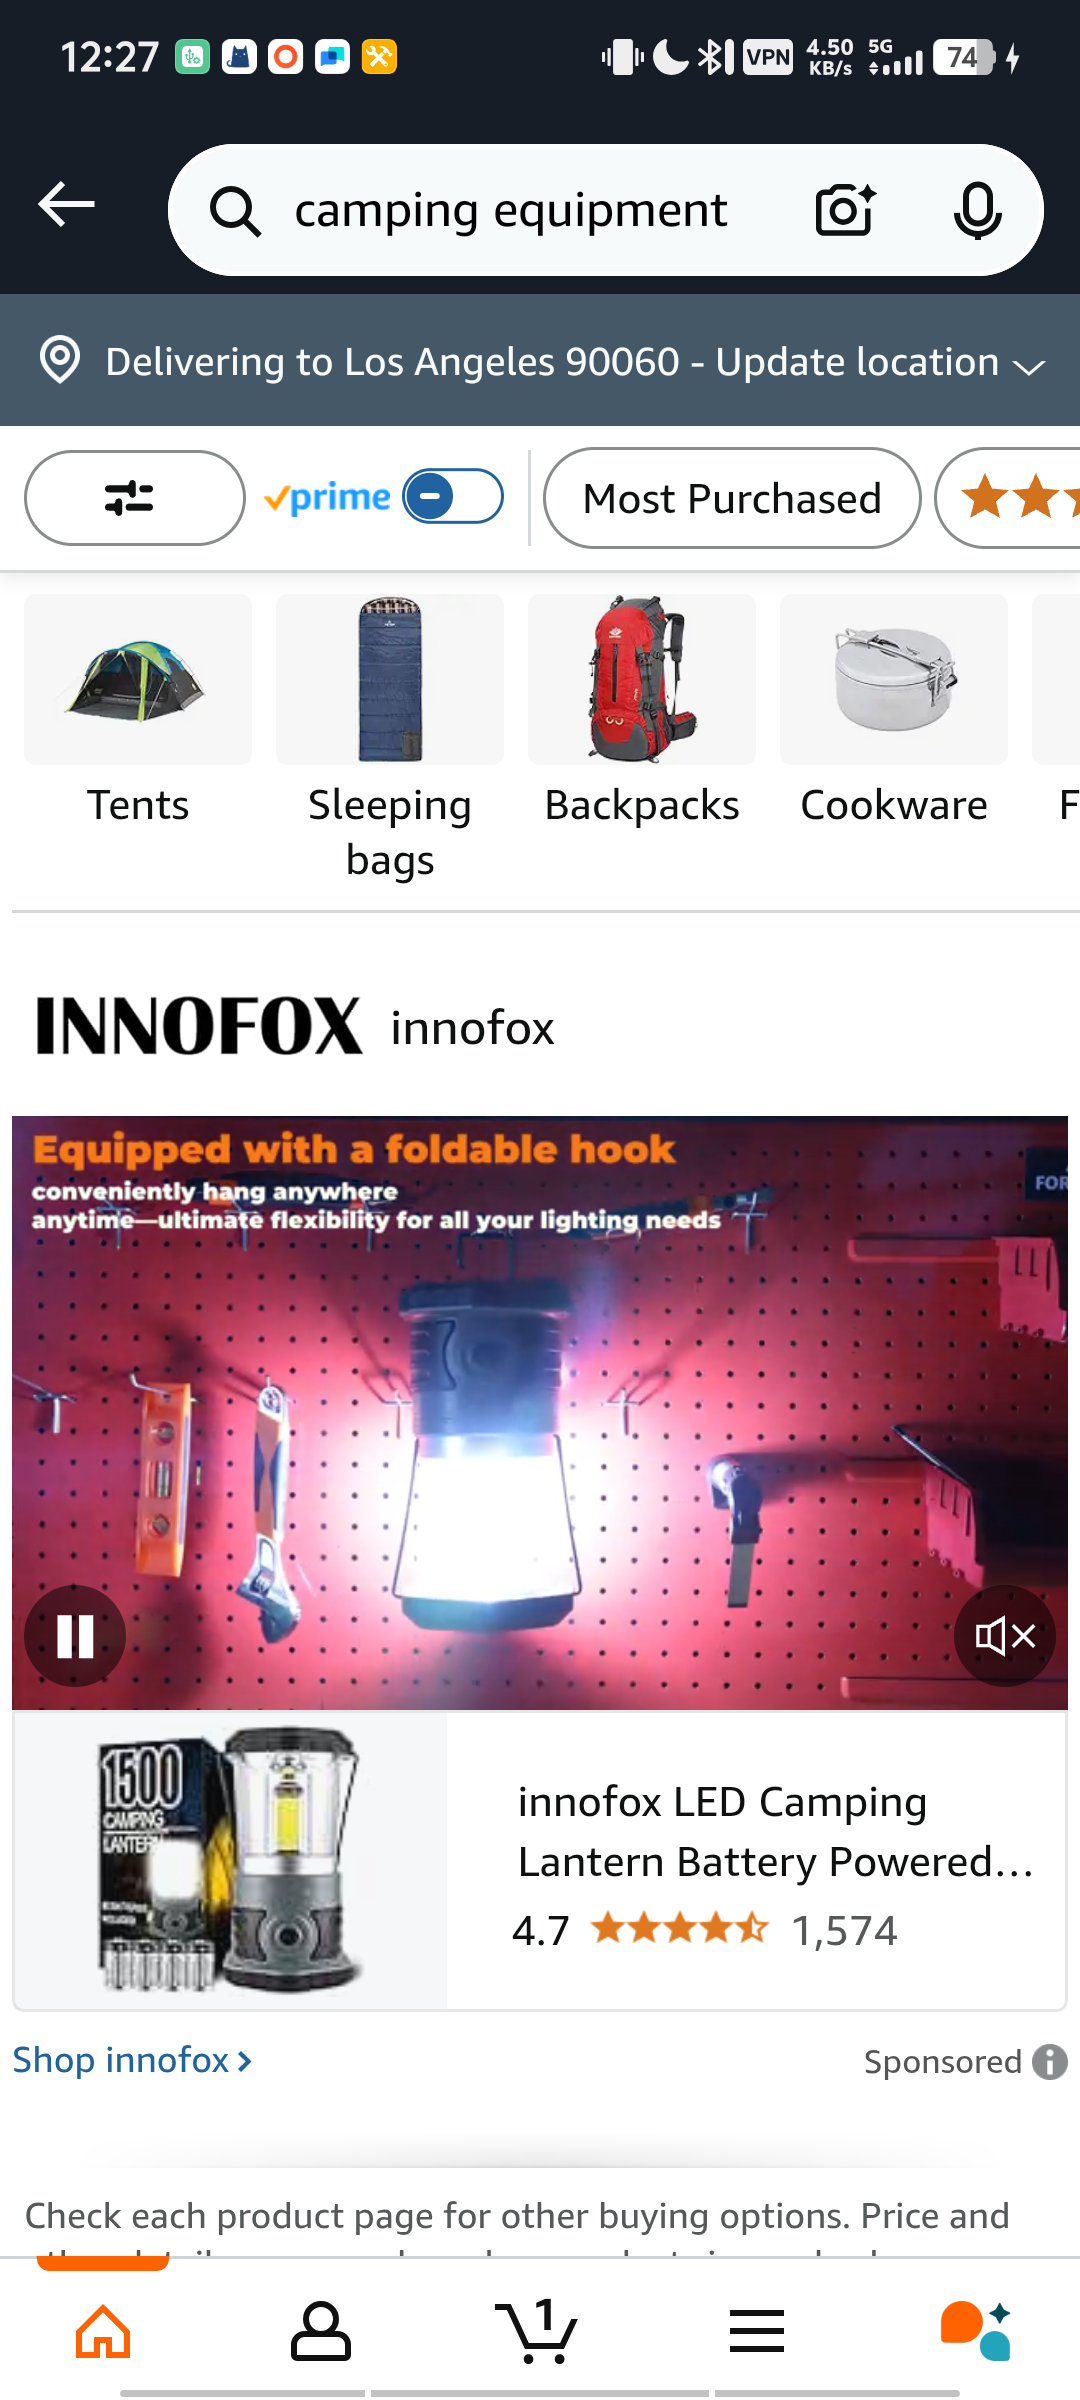 12:27
VPN
4.50 KB/s
5G
74
camping equipment
Delivering to Los Angeles 90060 - Update location
prime
Most Purchased
Tents
Sleeping
bags
Backpacks
Cookware
F
INNOFOX
innofox
Equipped with a foldable hook
conveniently hang anywhere
anytime—ultimate flexibility for all your lighting needs
FOR
1500
CAMPING
LANTERN
innofox LED Camping
Lantern Battery Powered...
4.7
1,574
Shop innofox
Sponsored
Check each product page for other buying options. Price and
1